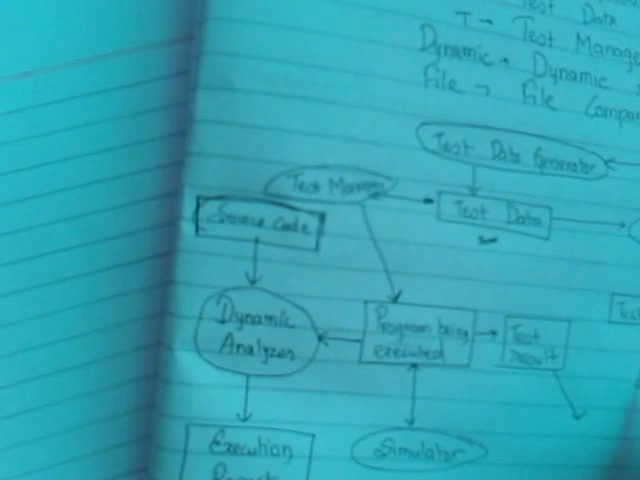 Test Data
T → Test Manage
Dynamic → Dynamic
File → File Compar
Test Data Generator
Test Manager
Test Data
Source Code
Dynamic
Analyzer
Program being
executed
Test
result
Execution
Report
Simulator